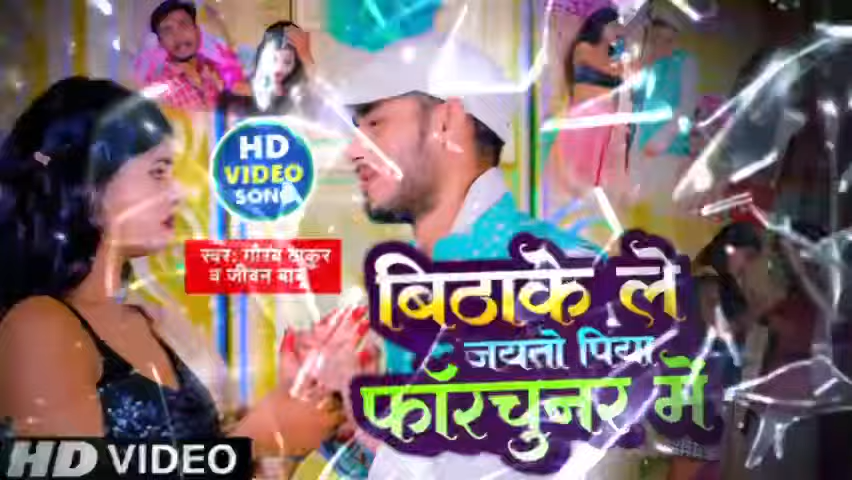 HD
VIDEO
SONG
स्वर: गौरव ठाकुर
व जीवन बाबू
बिठाके ले
जयतो पिया
फॉरचुनर में
HD VIDEO